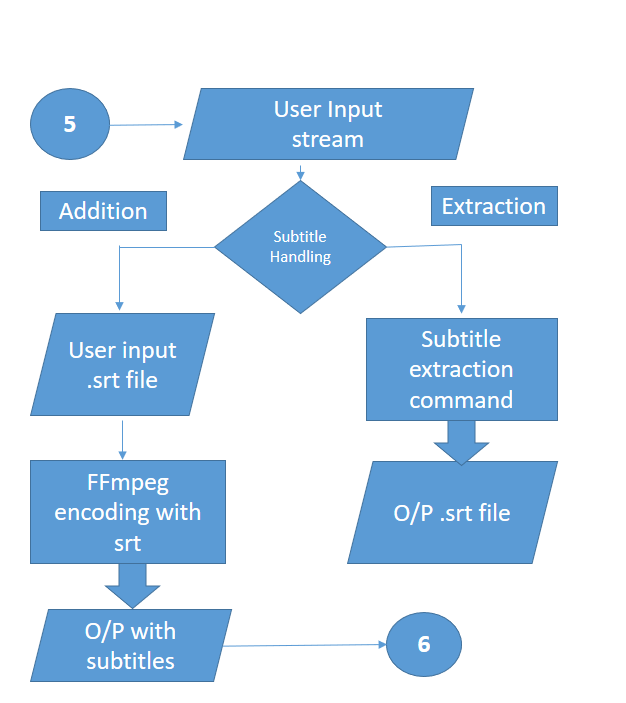 5
User Input
stream
Addition
Extraction
Subtitle
Handling
User input
.srt file
Subtitle
extraction
command
FFmpeg
encoding with
srt
O/P .srt file
O/P with
subtitles
6